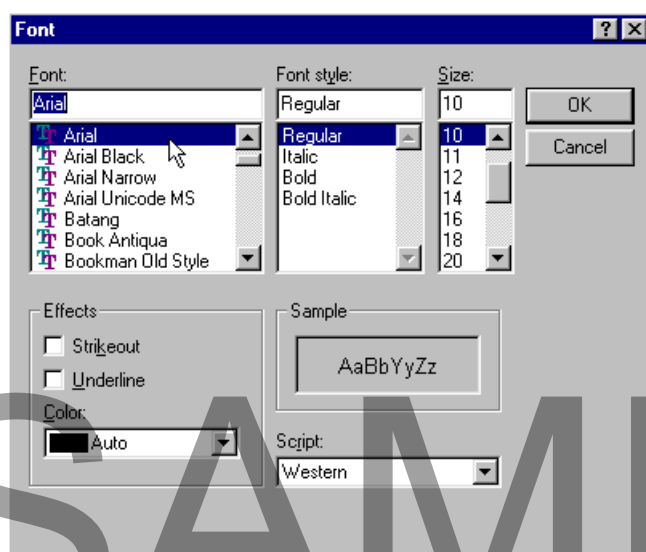 Font
Font: Font style: Size:
Arial Regular 10 OK
Arial Regular 10 Cancel
Arial Black Italic 11
Arial Narrow Bold 12
Arial Unicode MS Bold Italic 14
Batang 16
Book Antiqua 18
Bookman Old Style 20
Effects Sample
Strikeout
Underline
AaBbYyZz
Color:
Auto
Script:
Western
SAM